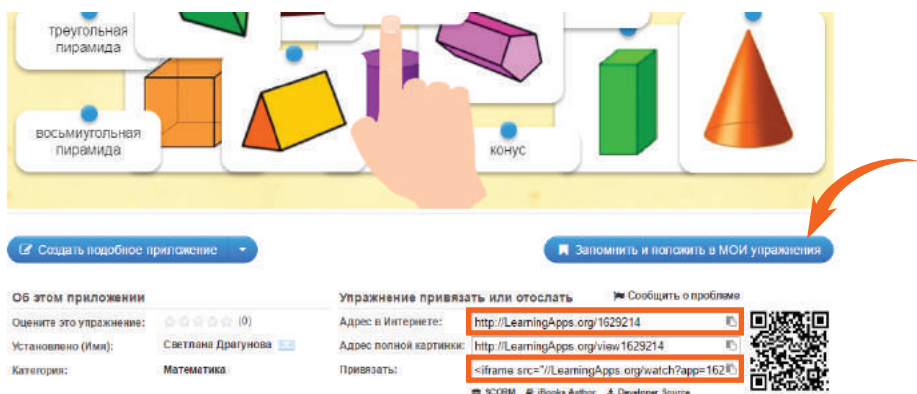 треугольная
пирамида
восьмиугольная
пирамида
конус
Создать подобное приложение
Запомнить и положить в МОИ упражнения
Об этом приложении
Оцените это упражнение: (0)
Установлено (Имя): Светлана Драгунова
Категория: Математика
Упражнение привязать или отослать
Сообщить о проблеме
Адрес в Интернете: http://LearningApps.org/1629214
Адрес полной картинки: http://LearningApps.org/view1629214
Привязать: <iframe src="//LearningApps.org/watch?app=162
SCORM iBooks Author Developer Source